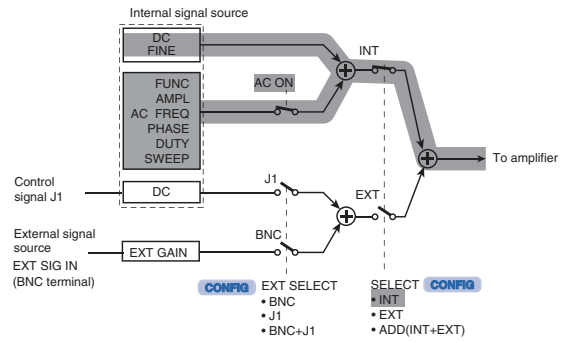 Internal signal source
DC
FINE
INT
FUNC
AMPL
AC FREQ
PHASE
DUTY
SWEEP
AC ON
To amplifier
Control
signal J1
DC
J1
EXT
External signal
source
EXT SIG IN
(BNC terminal)
EXT GAIN
BNC
CONFIG EXT SELECT
• BNC
• J1
• BNC+J1
SELECT CONFIG
• INT
• EXT
• ADD(INT+EXT)